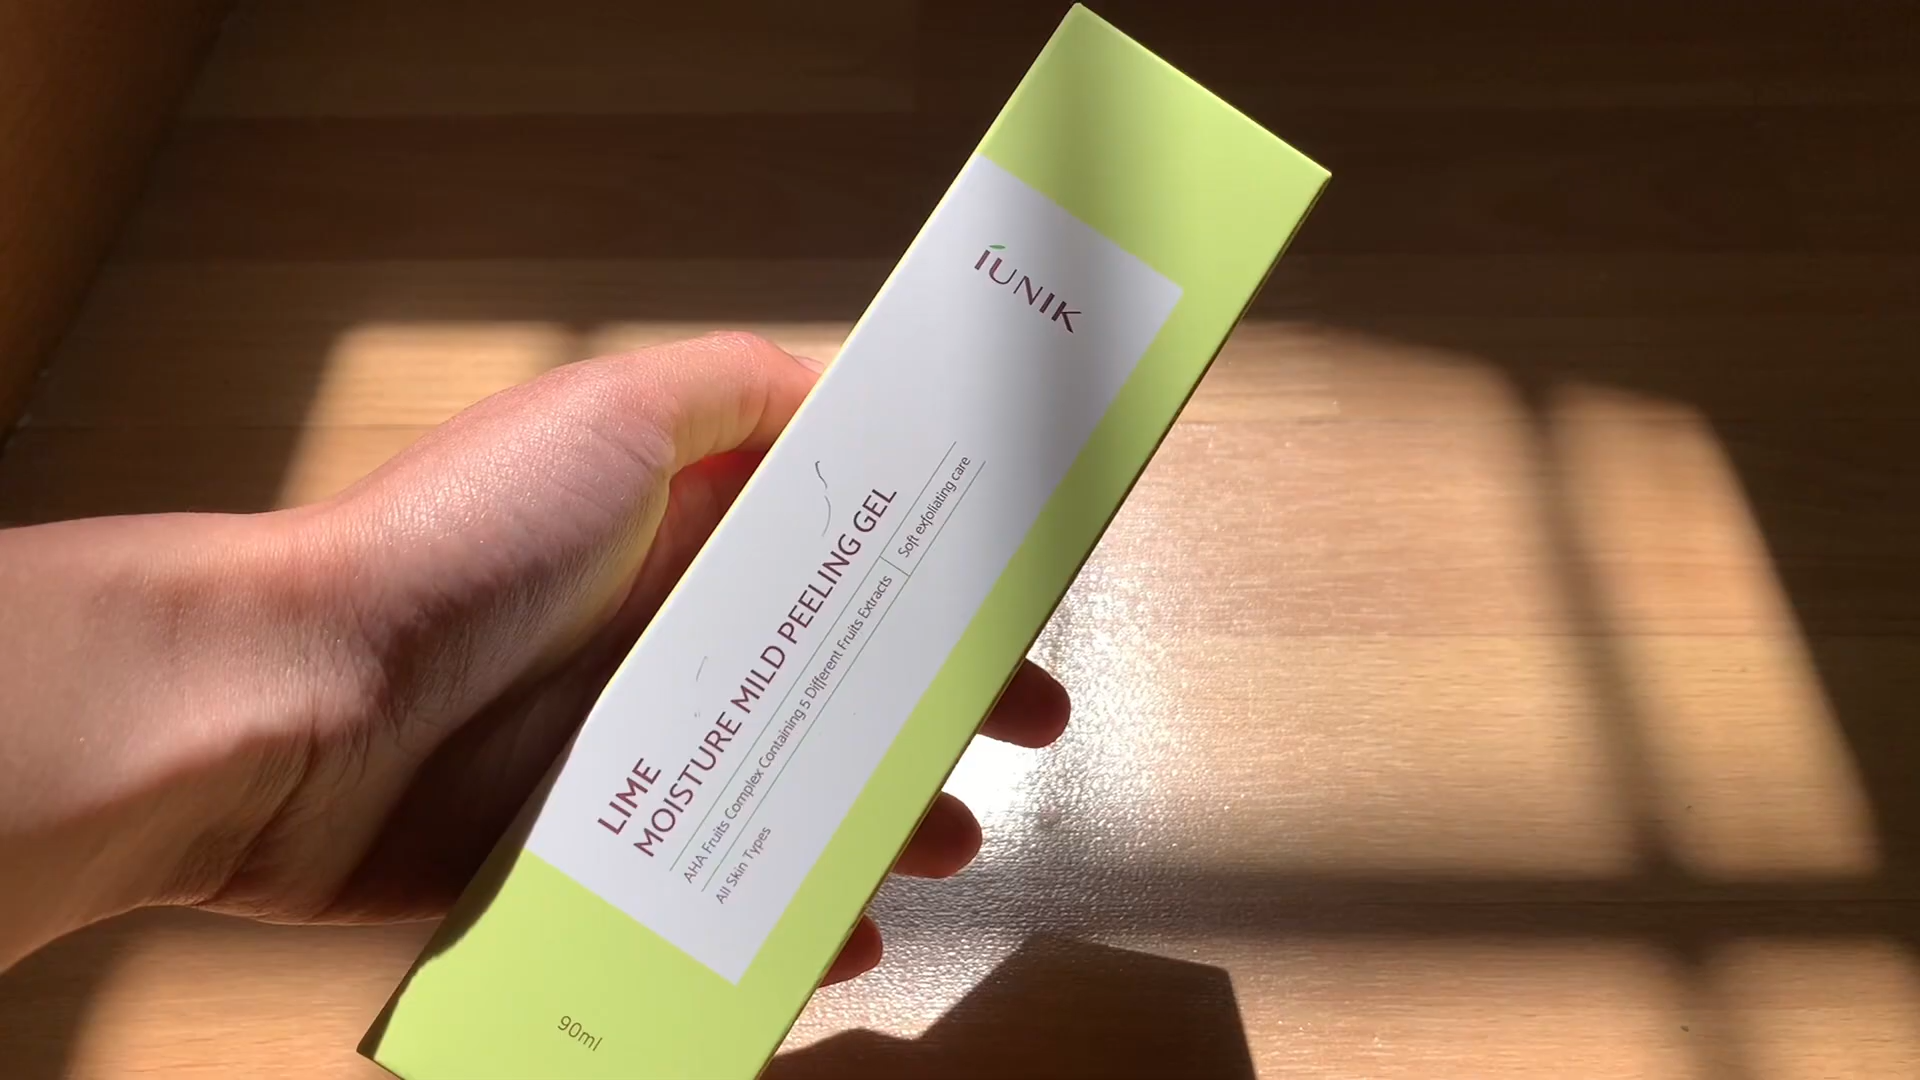 IUNIK
LIME
MOISTURE MILD PEELING GEL
AHA Fruits Complex Containing 5 Different Fruits Extracts
Soft exfoliating care
All Skin Types
90ml